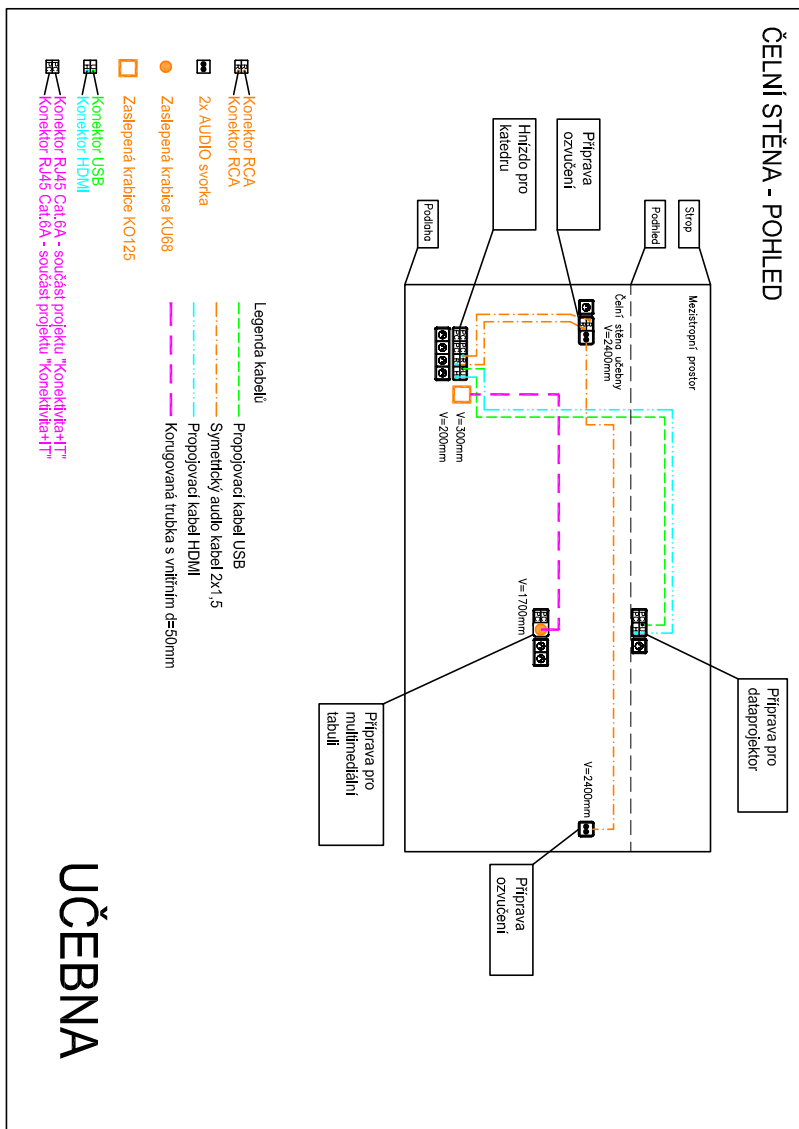 ČELNÍ STĚNA - POHLED
Strop
Podhled
Mezistropní prostor
Čelní stěna učebny
V=2400mm
Příprava
ozvučení
Hnízdo pro
katedru
Podlaha
V=300mm
V=200mm
V=1700mm
V=2400mm
Příprava pro
dataprojektor
Příprava pro
multimediální
tabuli
Příprava
ozvučení
Konektor RCA
Konektor RCA
2x AUDIO svorka
Zaslepená krabice KU68
Zaslepená krabice KO125
Konektor USB
Konektor HDMI
Konektor RJ45 Cat.6A - součást projektu "Konektivita+IT"
Konektor RJ45 Cat.6A - součást projektu "Konektivita+IT"
Legenda kabelů
Propojovací kabel USB
Symetrický audio kabel 2x1,5
Propojovací kabel HDMI
Korugovaná trubka s vnitřním d=50mm
UČEBNA